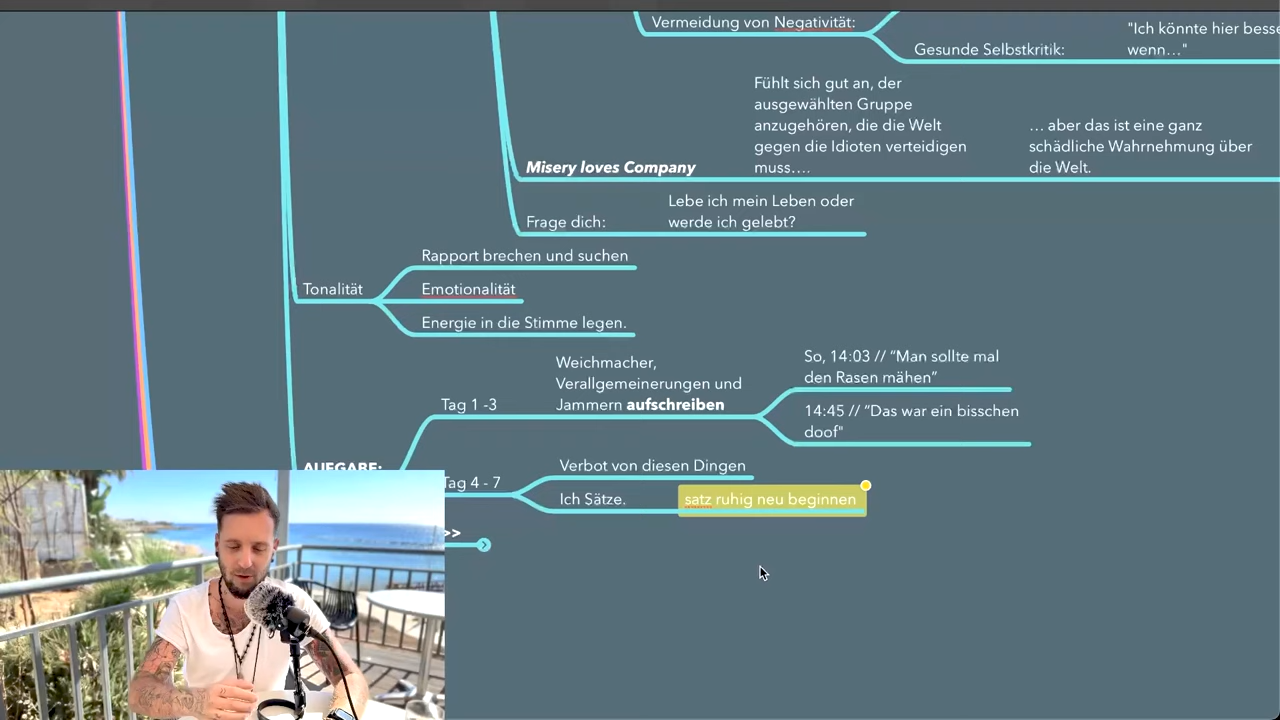 Vermeidung von Negativität:
Gesunde Selbstkritik:
"Ich könnte hier besse
wenn…"
Misery loves Company
Fühlt sich gut an, der
ausgewählten Gruppe
anzugehören, die die Welt
gegen die Idioten verteidigen
muss….
… aber das ist eine ganz
schädliche Wahrnehmung über
die Welt.
Frage dich:
Lebe ich mein Leben oder
werde ich gelebt?
Tonalität
Rapport brechen und suchen
Emotionalität
Energie in die Stimme legen.
AUFGABE:
Tag 1 -3
Weichmacher,
Verallgemeinerungen und
Jammern aufschreiben
So, 14:03 // “Man sollte mal
den Rasen mähen”
14:45 // “Das war ein bisschen
doof"
Tag 4 - 7
Verbot von diesen Dingen
Ich Sätze.
satz ruhig neu beginnen
>>